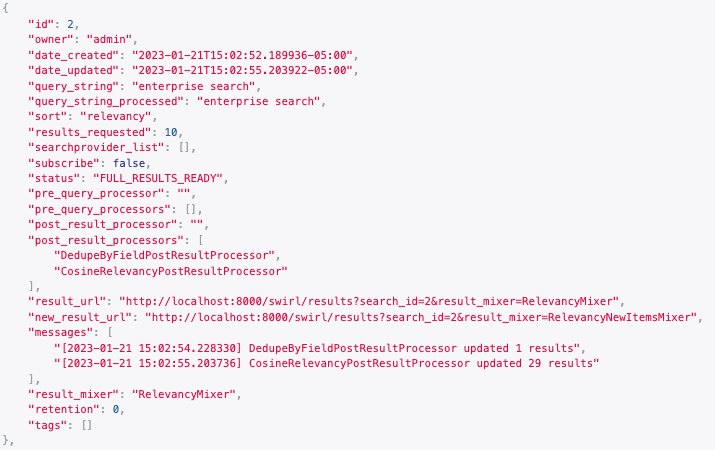 {
    "id": 2,
    "owner": "admin",
    "date_created": "2023-01-21T15:02:52.189936-05:00",
    "date_updated": "2023-01-21T15:02:55.203922-05:00",
    "query_string": "enterprise search",
    "query_string_processed": "enterprise search",
    "sort": "relevancy",
    "results_requested": 10,
    "searchprovider_list": [],
    "subscribe": false,
    "status": "FULL_RESULTS_READY",
    "pre_query_processor": "",
    "pre_query_processors": [],
    "post_result_processor": "",
    "post_result_processors": [
        "DedupeByFieldPostResultProcessor",
        "CosineRelevancyPostResultProcessor"
    ],
    "result_url": "http://localhost:8000/swirl/results?search_id=2&result_mixer=RelevancyMixer",
    "new_result_url": "http://localhost:8000/swirl/results?search_id=2&result_mixer=RelevancyNewItemsMixer",
    "messages": [
        "[2023-01-21 15:02:54.228330] DedupeByFieldPostResultProcessor updated 1 results",
        "[2023-01-21 15:02:55.203736] CosineRelevancyPostResultProcessor updated 29 results"
    ],
    "result_mixer": "RelevancyMixer",
    "retention": 0,
    "tags": []
},